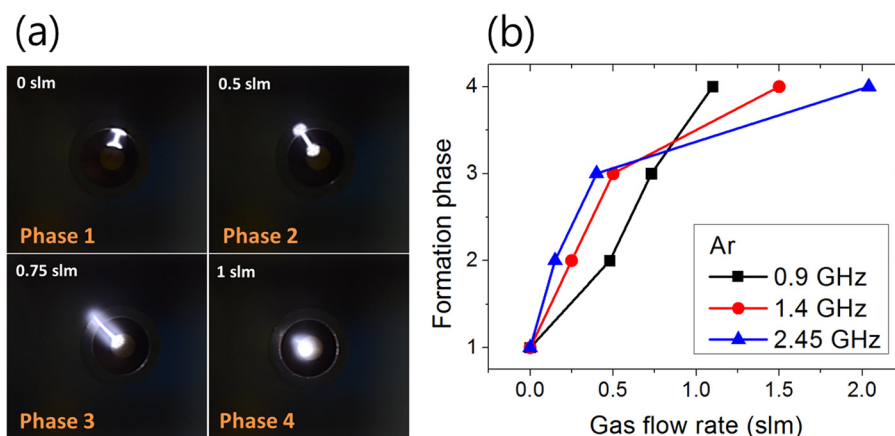 (a)
0 slm
Phase 1
0.5 slm
Phase 2
0.75 slm
Phase 3
1 slm
Phase 4
(b)
Formation phase
4
3
2
1
0.0 0.5 1.0 1.5 2.0
Gas flow rate (slm)
Ar
0.9 GHz
1.4 GHz
2.45 GHz